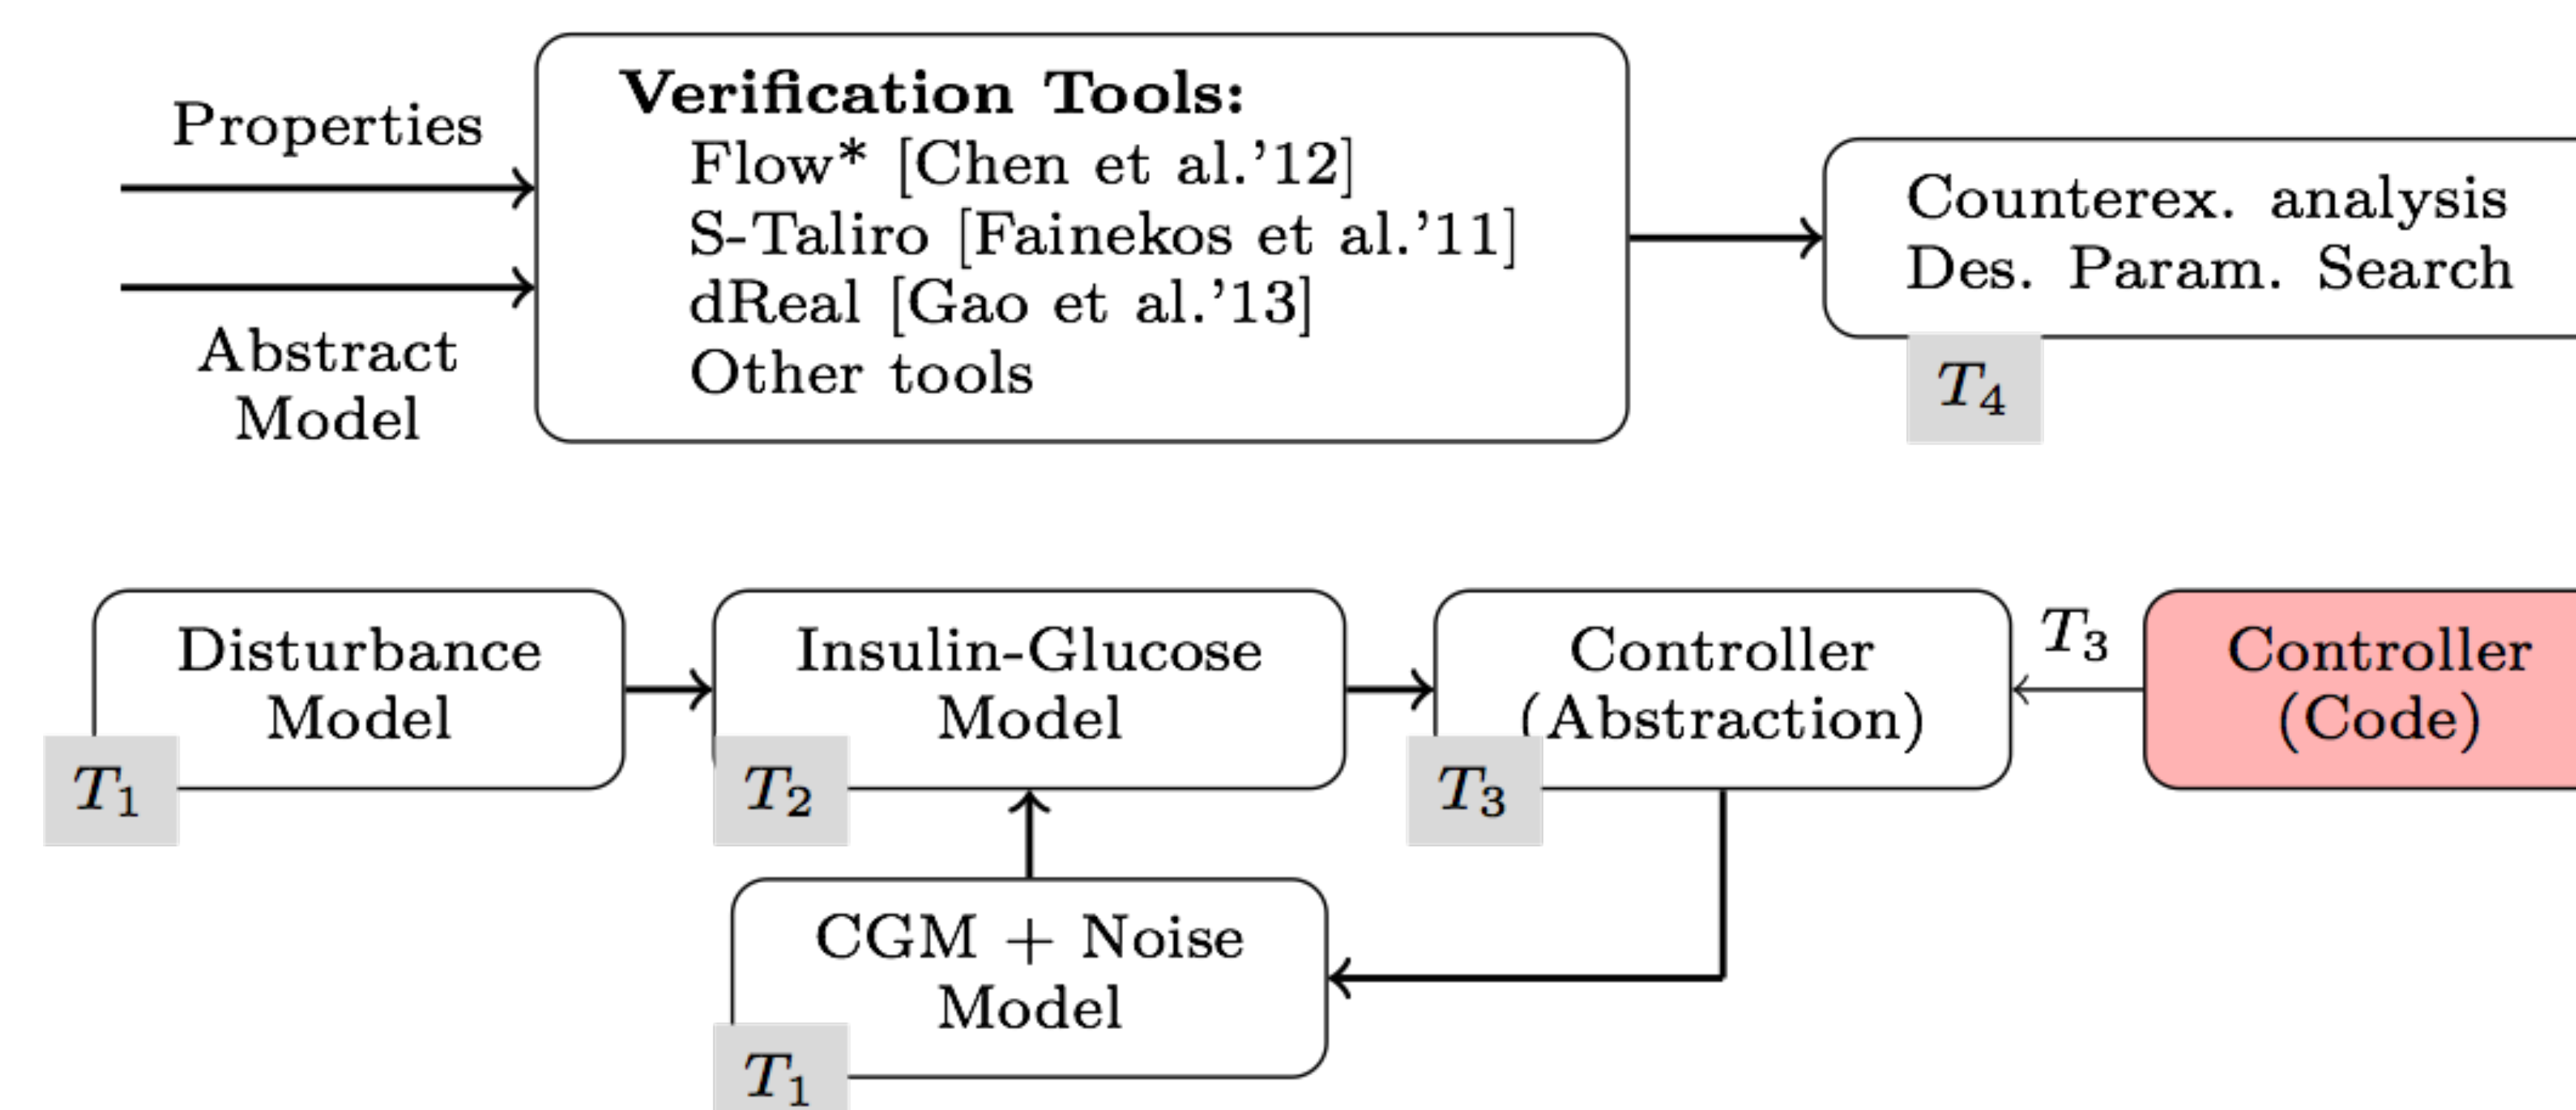 Properties
Abstract
Model
Verification Tools:
Flow* [Chen et al.'12]
S-Taliro [Fainekos et al.'11]
dReal [Gao et al.'13]
Other tools
Counterex. analysis
Des. Param. Search
T4
Disturbance
Model
T1
Insulin-Glucose
Model
T2
Controller
(Abstraction)
T3
T3
Controller
(Code)
CGM + Noise
Model
T1